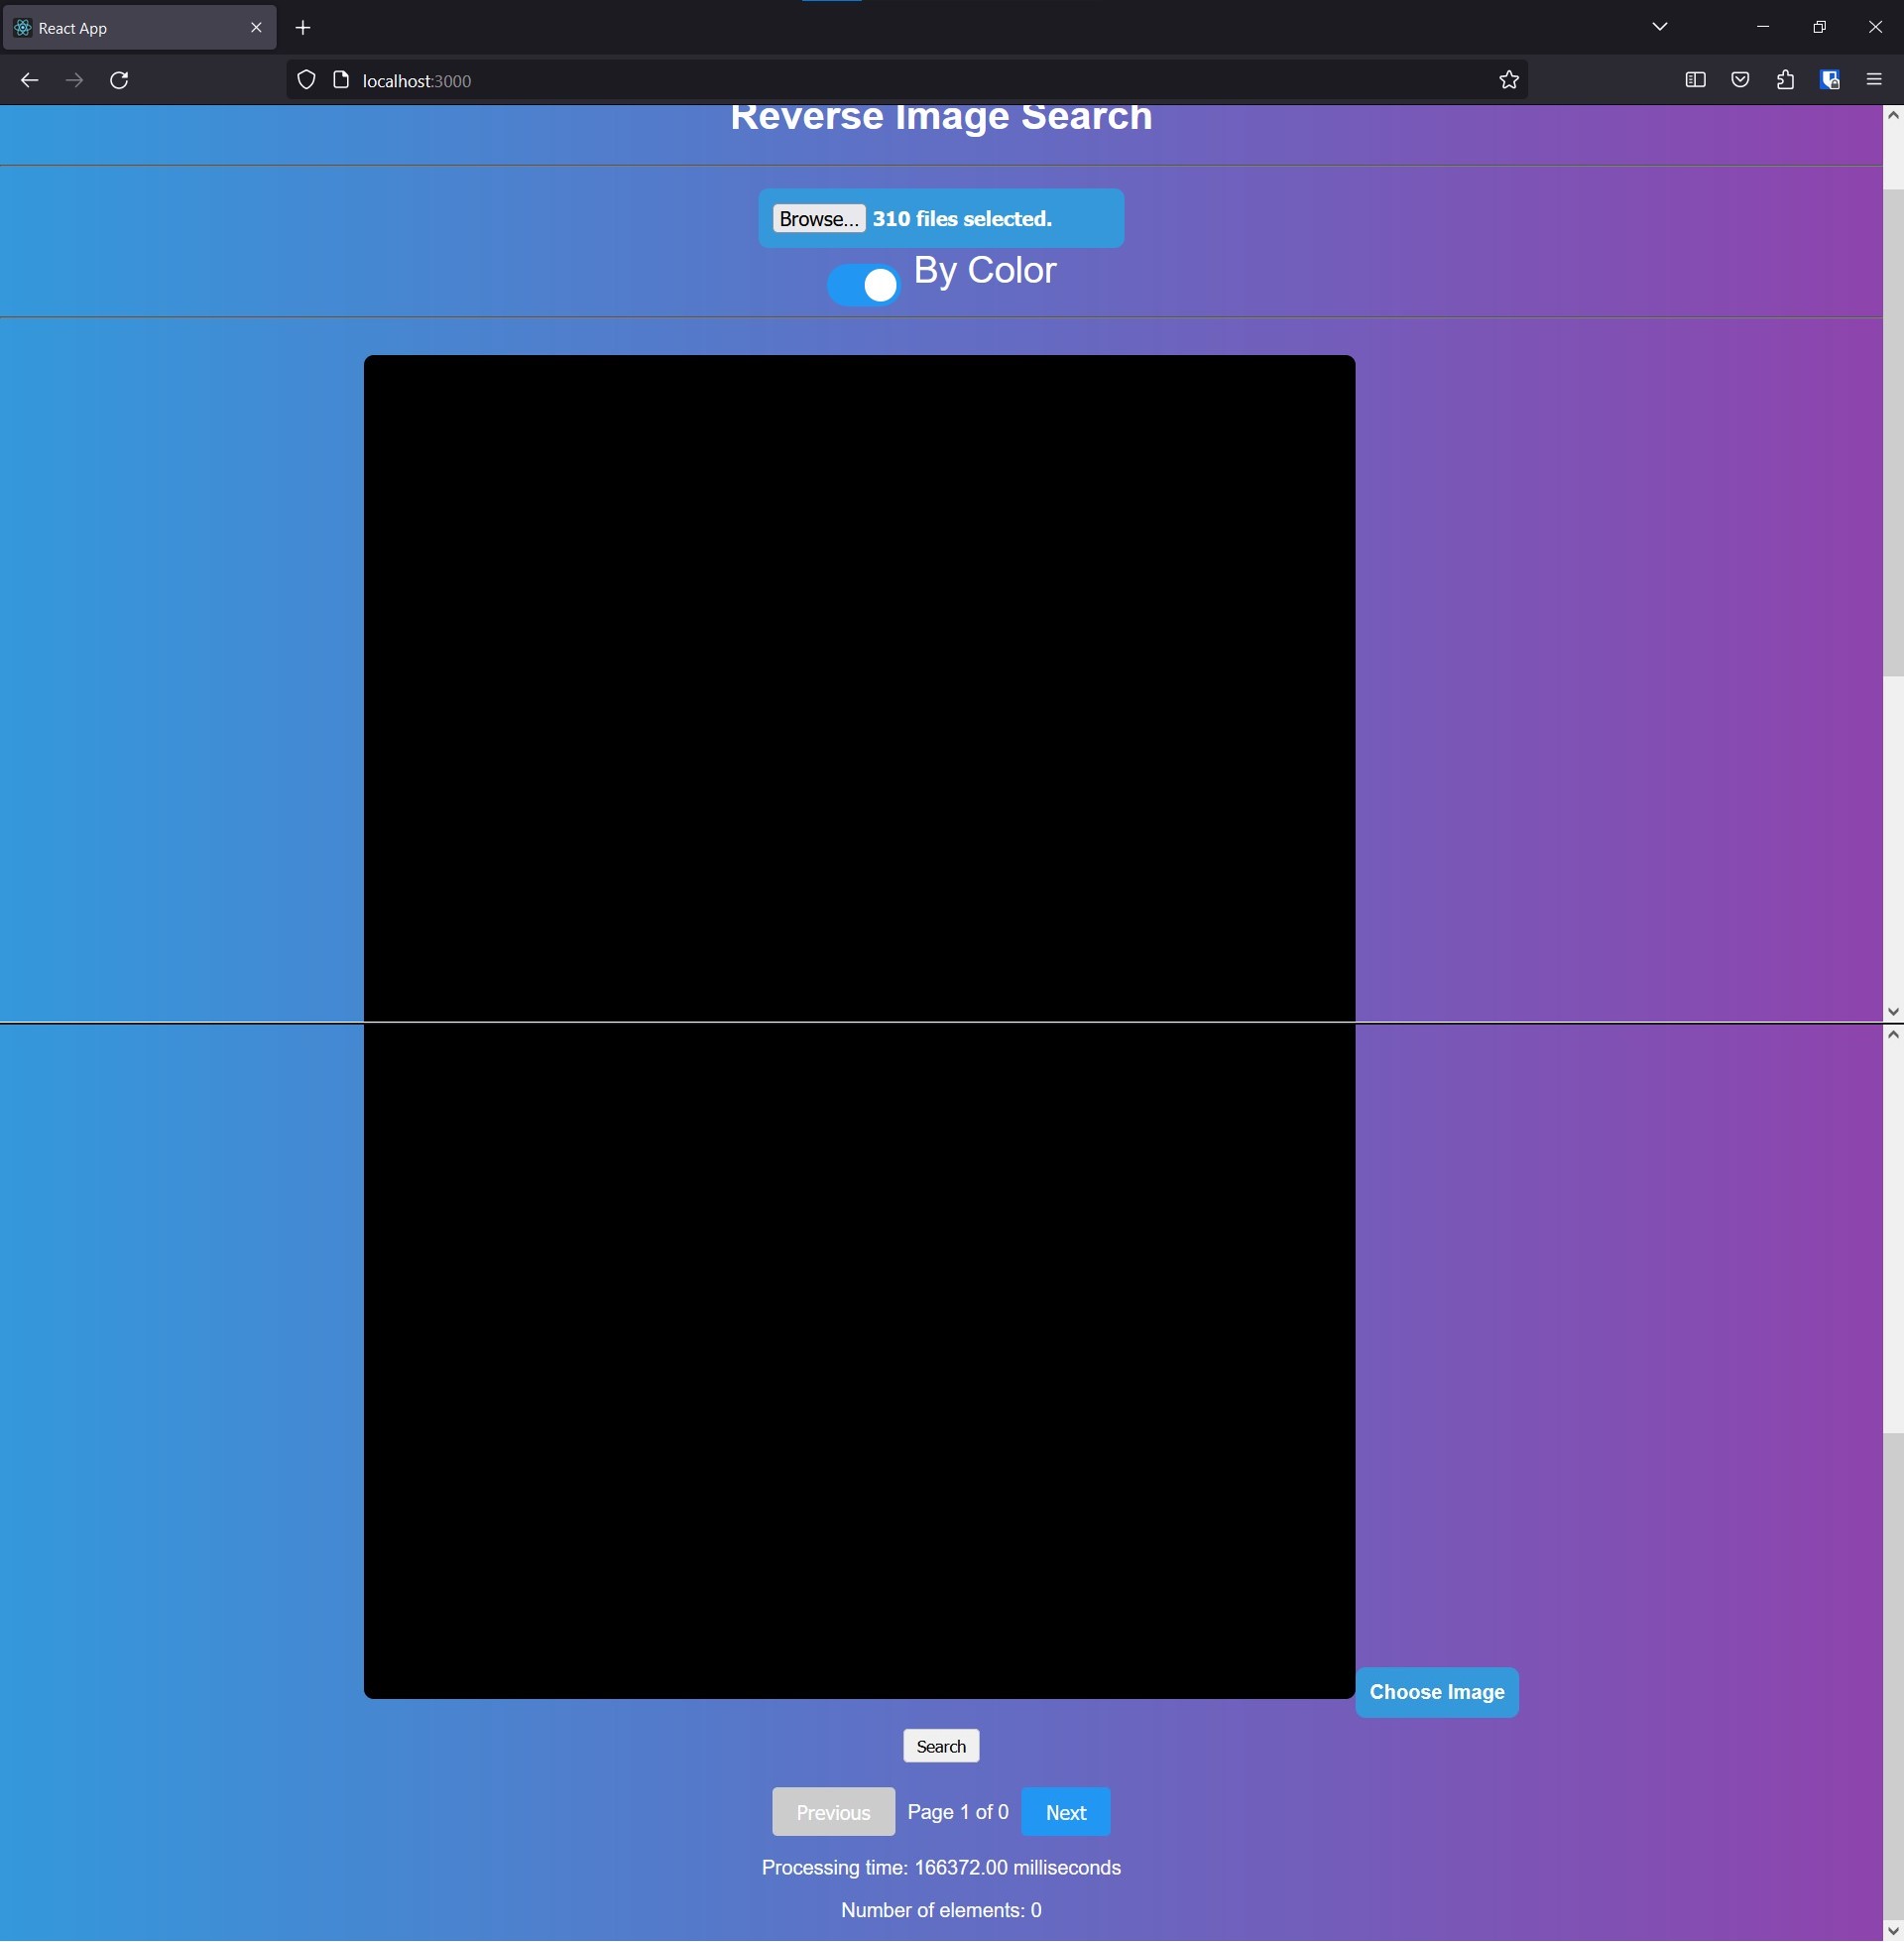 React App
localhost:3000
Reverse Image Search
Browse... 310 files selected.
By Color
Choose Image
Search
Previous Page 1 of 0 Next
Processing time: 166372.00 milliseconds
Number of elements: 0